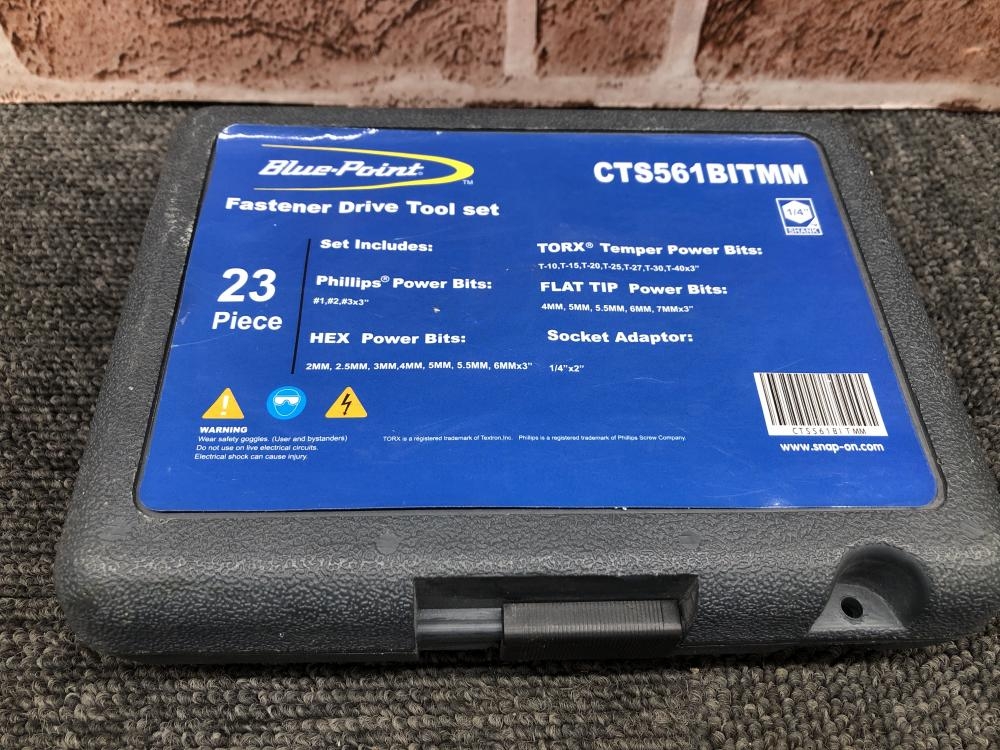 Blue-Point
TM
CTS561BITMM
Fastener Drive Tool set
1/4"
SHANK
23
Piece
Set Includes:
Phillips® Power Bits:
#1,#2,#3x3"
HEX Power Bits:
2MM, 2.5MM, 3MM,4MM, 5MM, 5.5MM, 6MMx3"
TORX® Temper Power Bits:
T-10,T-15,T-20,T-25,T-27,T-30,T-40x3"
FLAT TIP Power Bits:
4MM, 5MM, 5.5MM, 6MM, 7MMx3"
Socket Adaptor:
1/4"x2"
WARNING
Wear safety goggles. (User and bystanders)
Do not use on live electrical circuits.
Electrical shock can cause injury.
TORX is a registered trademark of Textron,Inc. Phillips is a registered trademark of Phillips Screw Company.
CTS561BITMM
www.snap-on.com